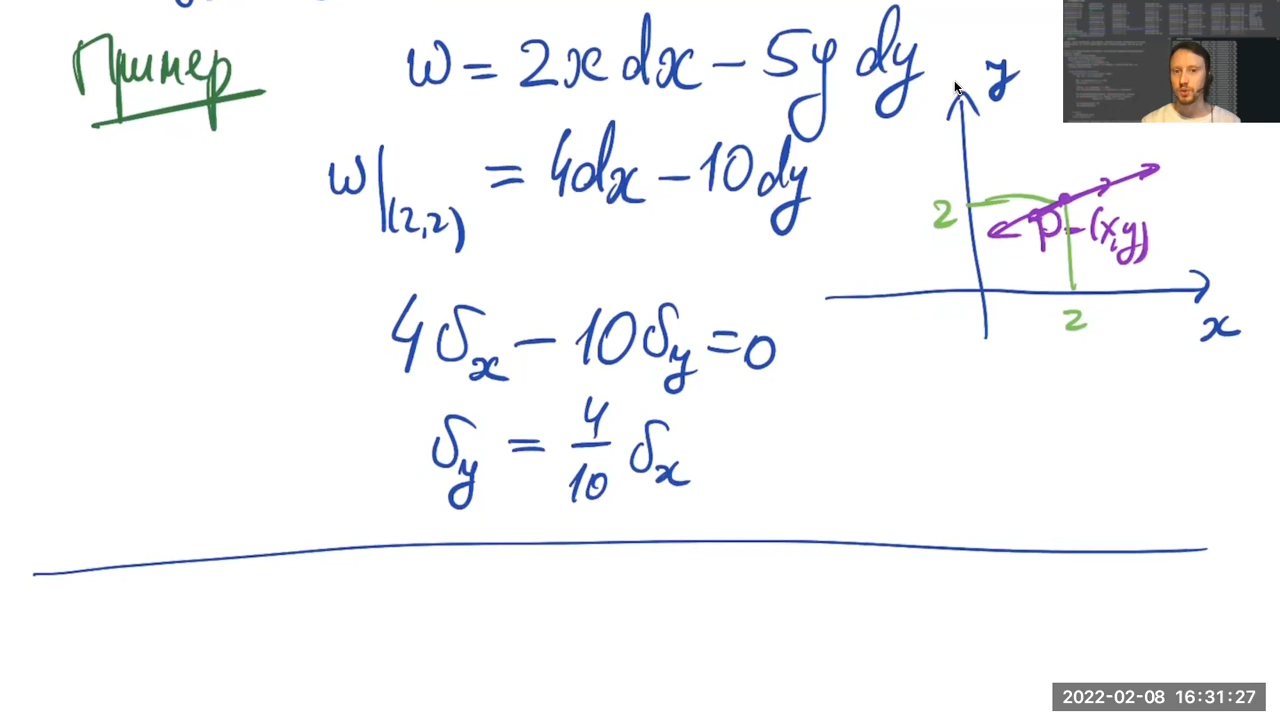 Пример
ω = 2x dx − 5y dy
ω|(2,2) = 4dx − 10dy
4δx − 10δy = 0
δy = 4/10 δx
y
2
p = (x,y)
2
x
2022-02-08 16:31:27